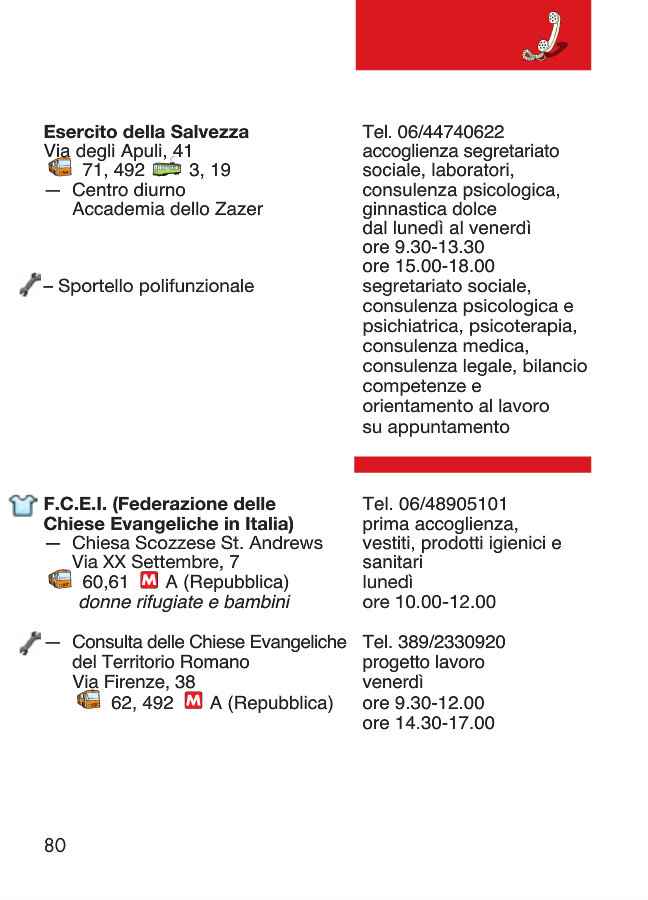 Esercito della Salvezza
Via degli Apuli, 41
71, 492 3, 19
— Centro diurno
Accademia dello Zazer
Tel. 06/44740622
accoglienza segretariato
sociale, laboratori,
consulenza psicologica,
ginnastica dolce
dal lunedì al venerdì
ore 9.30-13.30
ore 15.00-18.00
– Sportello polifunzionale
segretariato sociale,
consulenza psicologica e
psichiatrica, psicoterapia,
consulenza medica,
consulenza legale, bilancio
competenze e
orientamento al lavoro
su appuntamento
F.C.E.I. (Federazione delle
Chiese Evangeliche in Italia)
— Chiesa Scozzese St. Andrews
Via XX Settembre, 7
60,61 M A (Repubblica)
donne rifugiate e bambini
Tel. 06/48905101
prima accoglienza,
vestiti, prodotti igienici e
sanitari
lunedì
ore 10.00-12.00
— Consulta delle Chiese Evangeliche
del Territorio Romano
Via Firenze, 38
62, 492 M A (Repubblica)
Tel. 389/2330920
progetto lavoro
venerdì
ore 9.30-12.00
ore 14.30-17.00
80